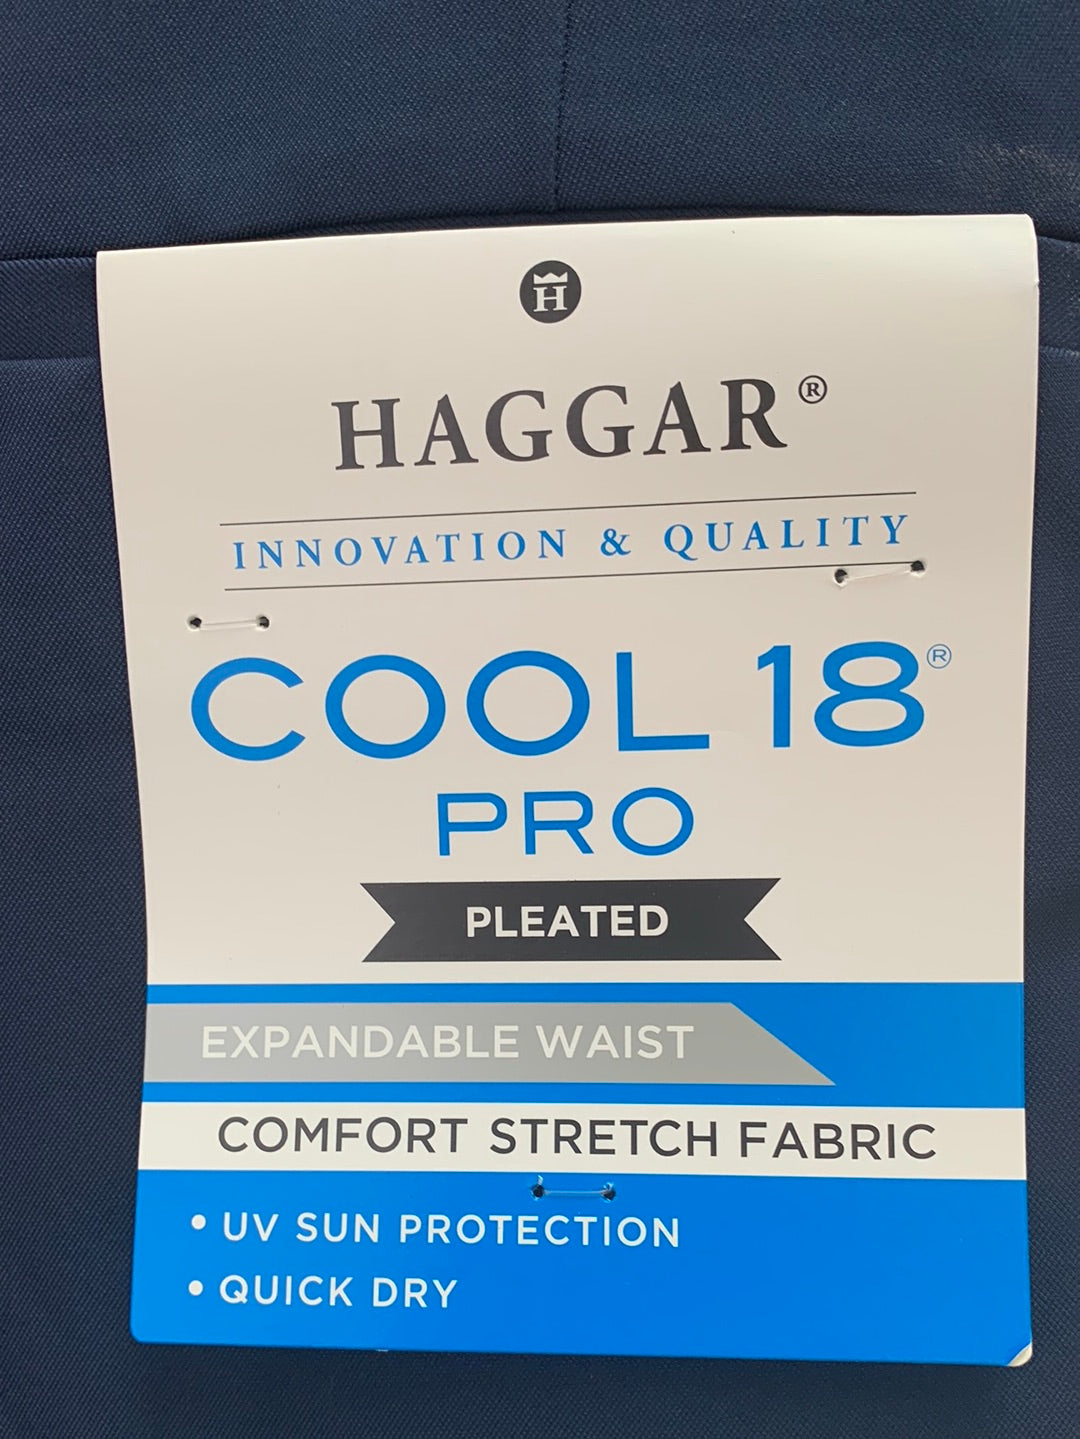 H
HAGGAR®
INNOVATION & QUALITY
COOL 18®
PRO
PLEATED
EXPANDABLE WAIST
COMFORT STRETCH FABRIC
• UV SUN PROTECTION
• QUICK DRY